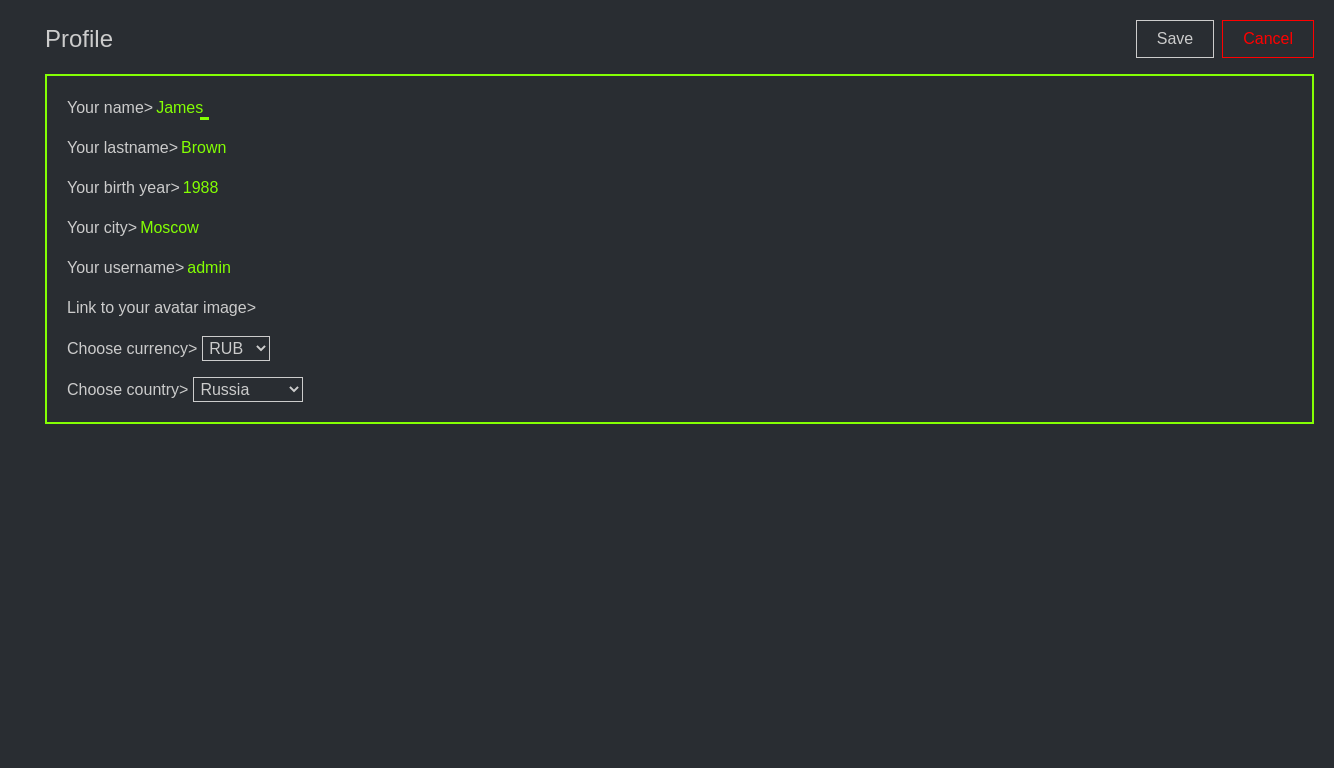 Profile
Save
Cancel
Your name> James
Your lastname> Brown
Your birth year> 1988
Your city> Moscow
Your username> admin
Link to your avatar image>
Choose currency> RUB
Choose country> Russia